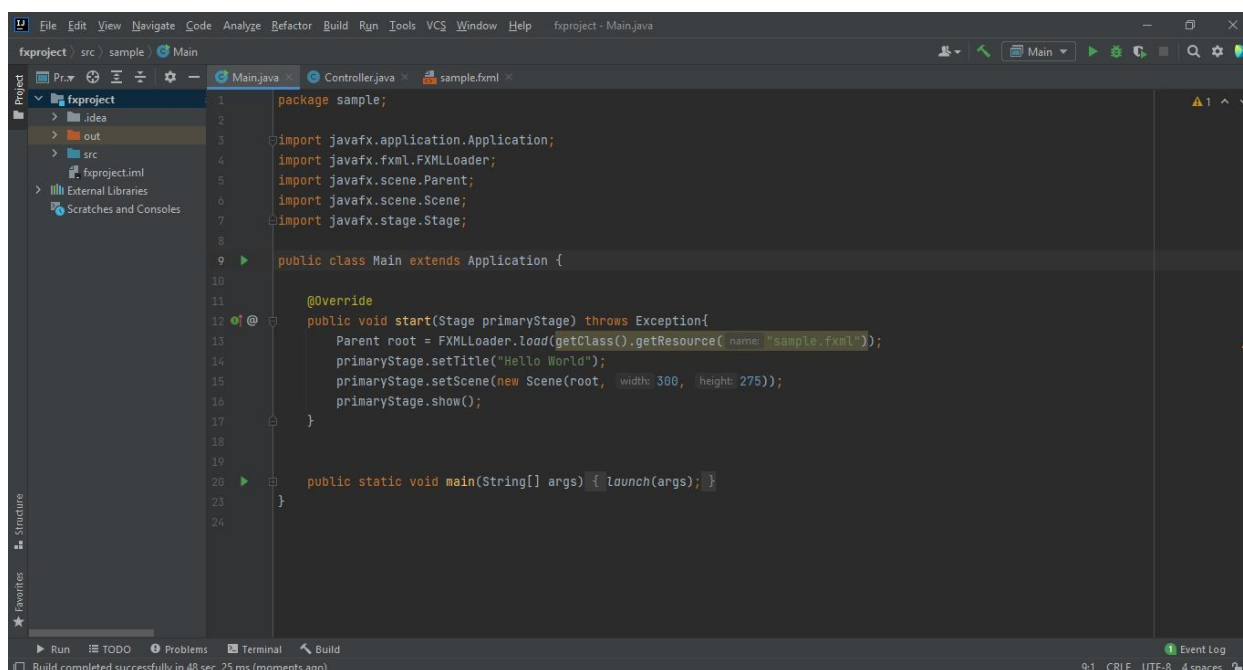 File Edit View Navigate Code Analyze Refactor Build Run Tools VCS Window Help fxproject - Main.java
fxproject src sample Main Main
Project Pr... Main.java Controller.java sample.fxml
fxproject
.idea
out
src
fxproject.iml
External Libraries
Scratches and Consoles
1 package sample;
2
3 import javafx.application.Application;
4 import javafx.fxml.FXMLLoader;
5 import javafx.scene.Parent;
6 import javafx.scene.Scene;
7 import javafx.stage.Stage;
8
9 public class Main extends Application {
10
11 @Override
12 public void start(Stage primaryStage) throws Exception{
13 Parent root = FXMLLoader.load(getClass().getResource( name: "sample.fxml"));
14 primaryStage.setTitle("Hello World");
15 primaryStage.setScene(new Scene(root, width: 300, height: 275));
16 primaryStage.show();
17 }
18
19
20 public static void main(String[] args) { launch(args); }
23 }
24
1
Structure
Favorites
Run TODO Problems Terminal Build 1 Event Log
Build completed successfully in 48 sec, 25 ms (moments ago) 9:1 CRLF UTF-8 4 spaces